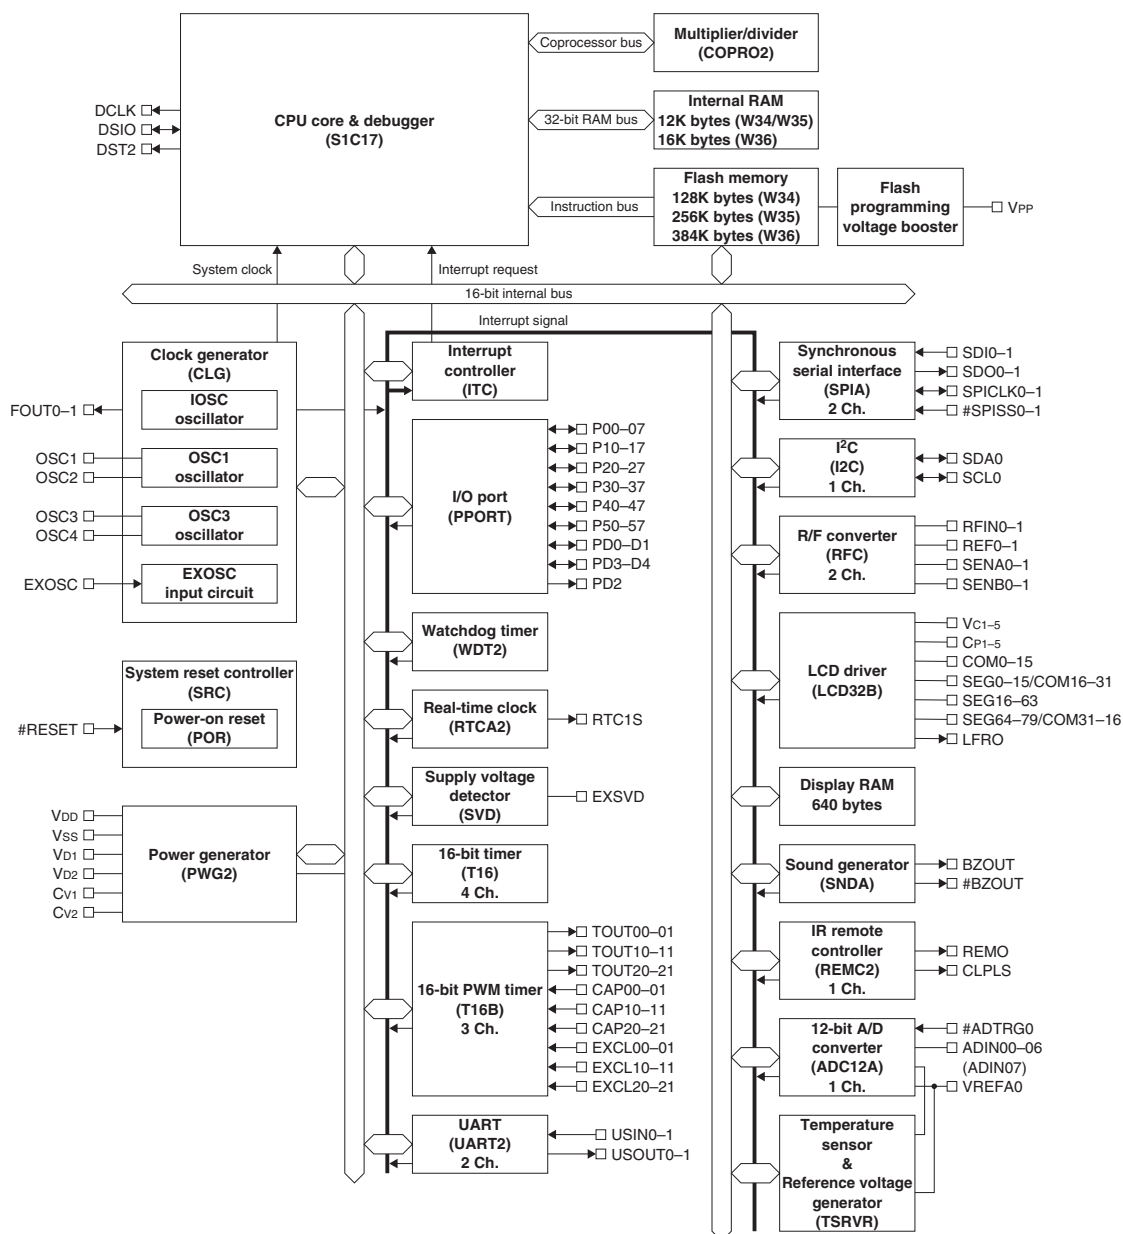 Coprocessor bus
Multiplier/divider
(COPRO2)
DCLK
DSIO
DST2
CPU core & debugger
(S1C17)
32-bit RAM bus
Internal RAM
12K bytes (W34/W35)
16K bytes (W36)
Instruction bus
Flash memory
128K bytes (W34)
256K bytes (W35)
384K bytes (W36)
Flash
programming
voltage booster
VPP
System clock
Interrupt request
16-bit internal bus
Interrupt signal
Clock generator
(CLG)
IOSC
oscillator
FOUT0–1
OSC1
OSC2
OSC1
oscillator
OSC3
OSC4
OSC3
oscillator
EXOSC
EXOSC
input circuit
System reset controller
(SRC)
#RESET
Power-on reset
(POR)
VDD
VSS
VD1
VD2
CV1
CV2
Power generator
(PWG2)
Interrupt
controller
(ITC)
I/O port
(PPORT)
P00–07
P10–17
P20–27
P30–37
P40–47
P50–57
PD0–D1
PD3–D4
PD2
Watchdog timer
(WDT2)
Real-time clock
(RTCA2)
RTC1S
Supply voltage
detector
(SVD)
EXSVD
16-bit timer
(T16)
4 Ch.
16-bit PWM timer
(T16B)
3 Ch.
TOUT00–01
TOUT10–11
TOUT20–21
CAP00–01
CAP10–11
CAP20–21
EXCL00–01
EXCL10–11
EXCL20–21
UART
(UART2)
2 Ch.
USIN0–1
USOUT0–1
Synchronous
serial interface
(SPIA)
2 Ch.
SDI0–1
SDO0–1
SPICLK0–1
#SPISS0–1
I²C
(I2C)
1 Ch.
SDA0
SCL0
R/F converter
(RFC)
2 Ch.
RFIN0–1
REF0–1
SENA0–1
SENB0–1
LCD driver
(LCD32B)
VC1–5
CP1–5
COM0–15
SEG0–15/COM16–31
SEG16–63
SEG64–79/COM31–16
LFRO
Display RAM
640 bytes
Sound generator
(SNDA)
BZOUT
#BZOUT
IR remote
controller
(REMC2)
1 Ch.
REMO
CLPLS
12-bit A/D
converter
(ADC12A)
1 Ch.
#ADTRG0
ADIN00–06
(ADIN07)
VREFA0
Temperature
sensor
&
Reference voltage
generator
(TSRVR)